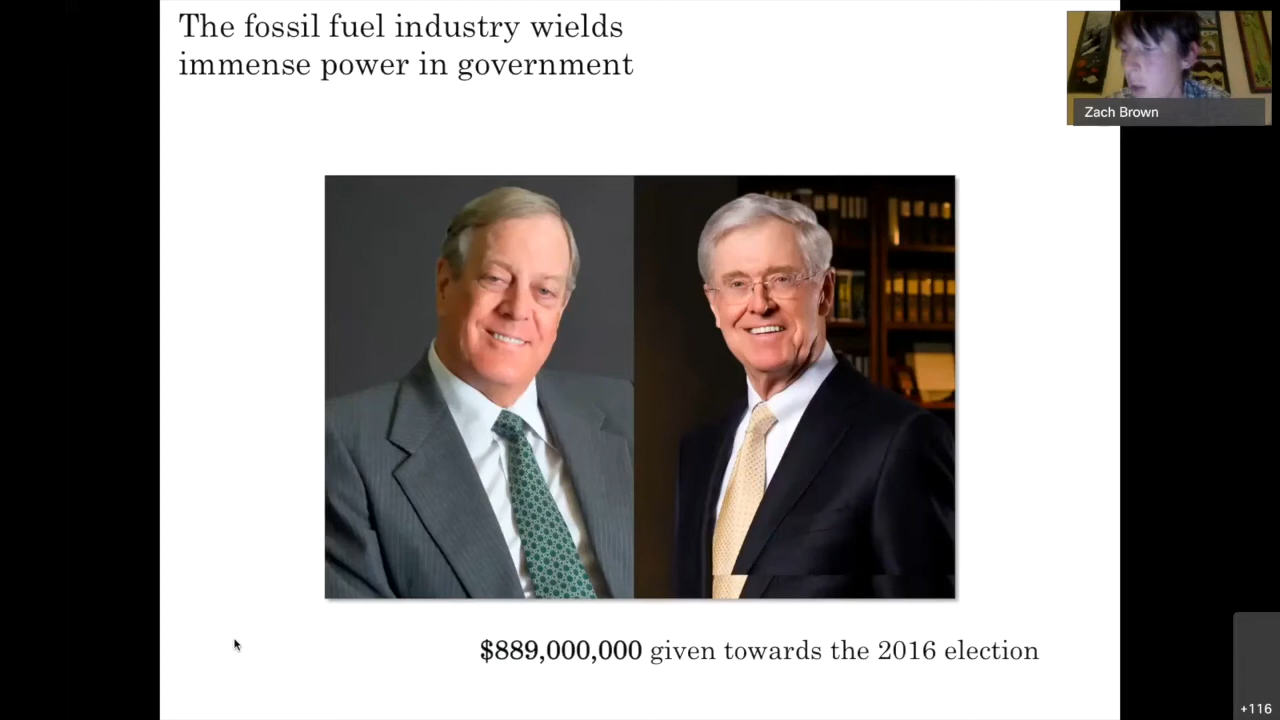 The fossil fuel industry wields
immense power in government
Zach Brown
$889,000,000 given towards the 2016 election
+116